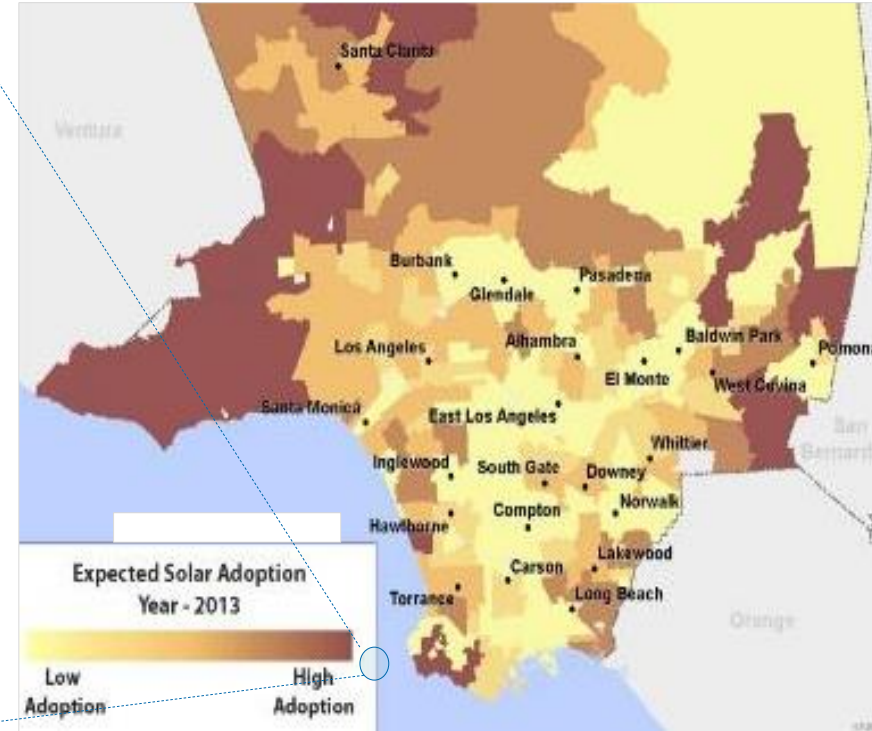 Santa Clarita
Ventura
Burbank
Glendale
Pasadena
Los Angeles
Alhambra
Baldwin Park
Pomona
El Monte
West Covina
Santa Monica
East Los Angeles
San
Bernard
Whittier
Inglewood
South Gate
Downey
Compton
Norwalk
Hawthorne
Lakewood
Carson
Torrance
Long Beach
Orange
Expected Solar Adoption
Year - 2013
Low
Adoption
High
Adoption